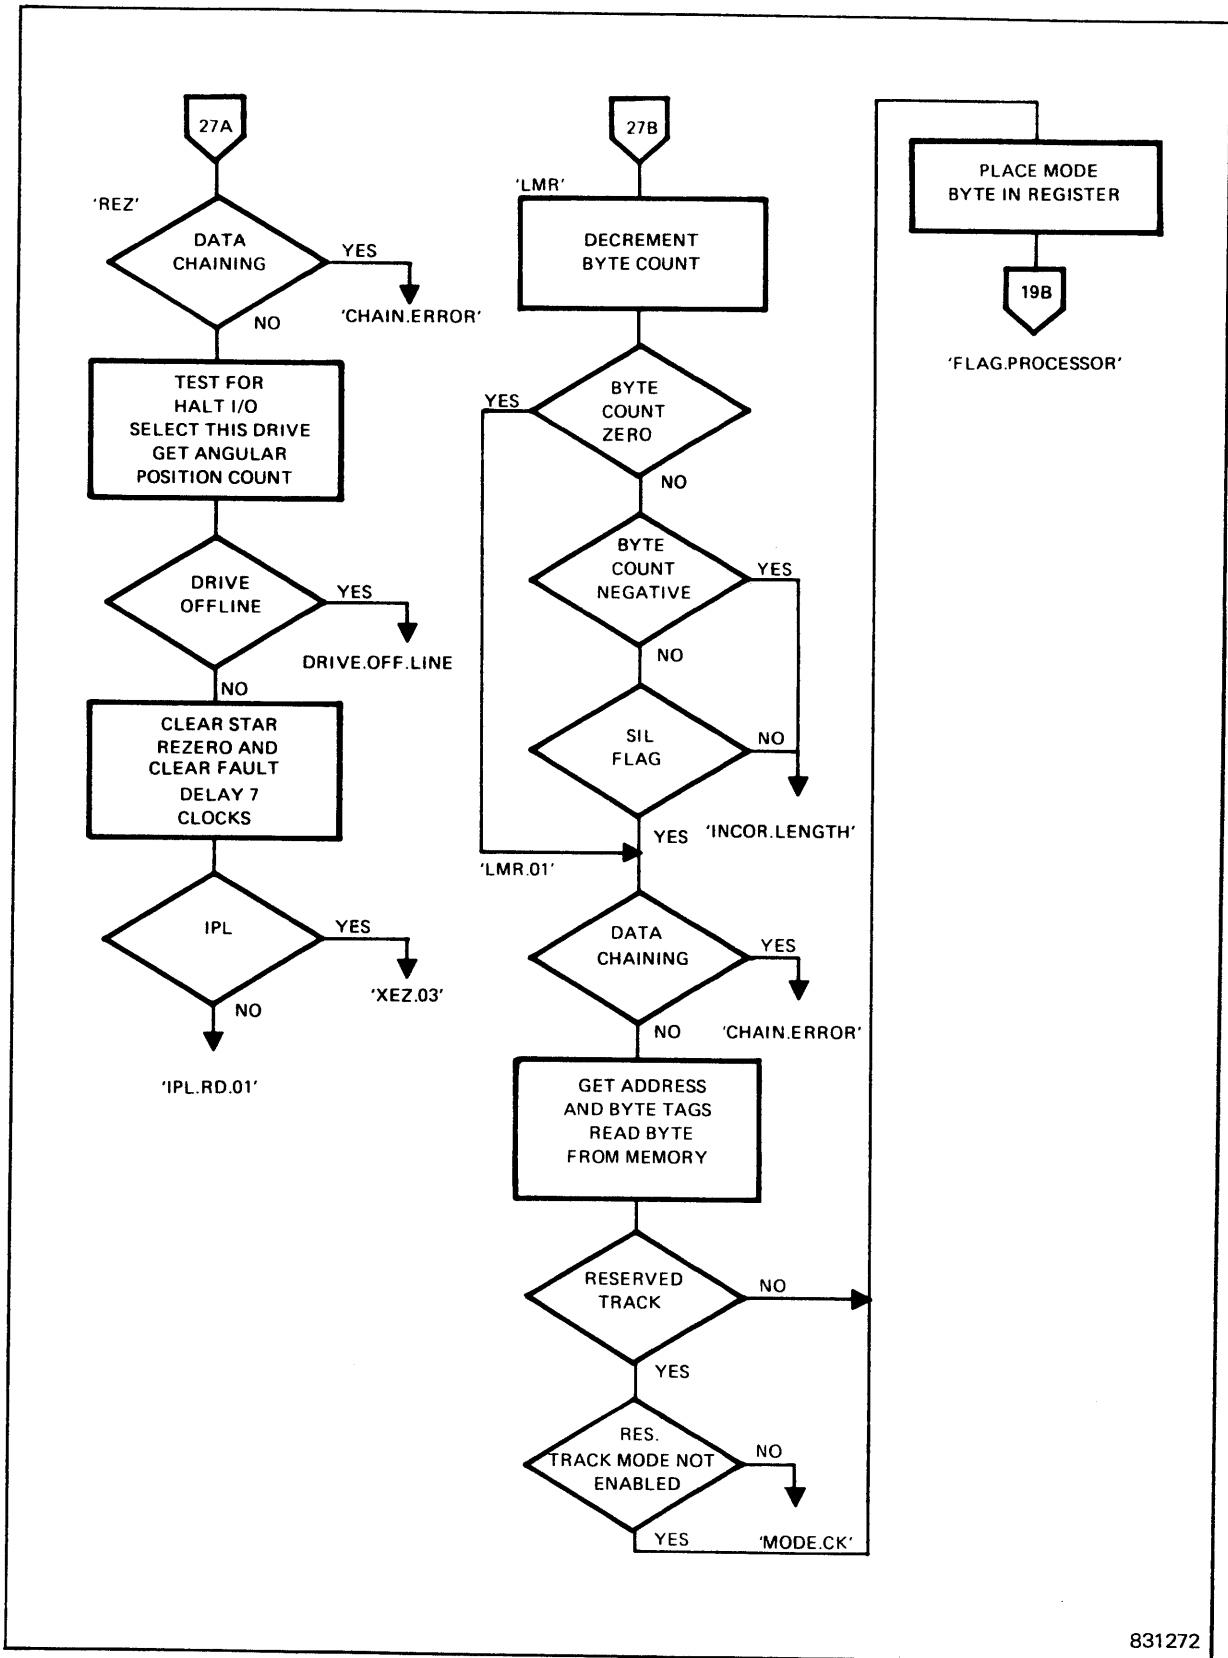 27A
'REZ'
DATA
CHAINING
YES
'CHAIN.ERROR'
NO
TEST FOR
HALT I/O
SELECT THIS DRIVE
GET ANGULAR
POSITION COUNT
DRIVE
OFFLINE
YES
DRIVE.OFF.LINE
NO
CLEAR STAR
REZERO AND
CLEAR FAULT
DELAY 7
CLOCKS
IPL
YES
'XEZ.03'
NO
'IPL.RD.01'
27B
'LMR'
DECREMENT
BYTE COUNT
YES
BYTE
COUNT
ZERO
NO
BYTE
COUNT
NEGATIVE
YES
NO
SIL
FLAG
NO
'INCOR.LENGTH'
YES
'LMR.01'
DATA
CHAINING
YES
'CHAIN.ERROR'
NO
GET ADDRESS
AND BYTE TAGS
READ BYTE
FROM MEMORY
RESERVED
TRACK
NO
YES
RES.
TRACK MODE NOT
ENABLED
NO
'MODE.CK'
YES
PLACE MODE
BYTE IN REGISTER
19B
'FLAG.PROCESSOR'
831272